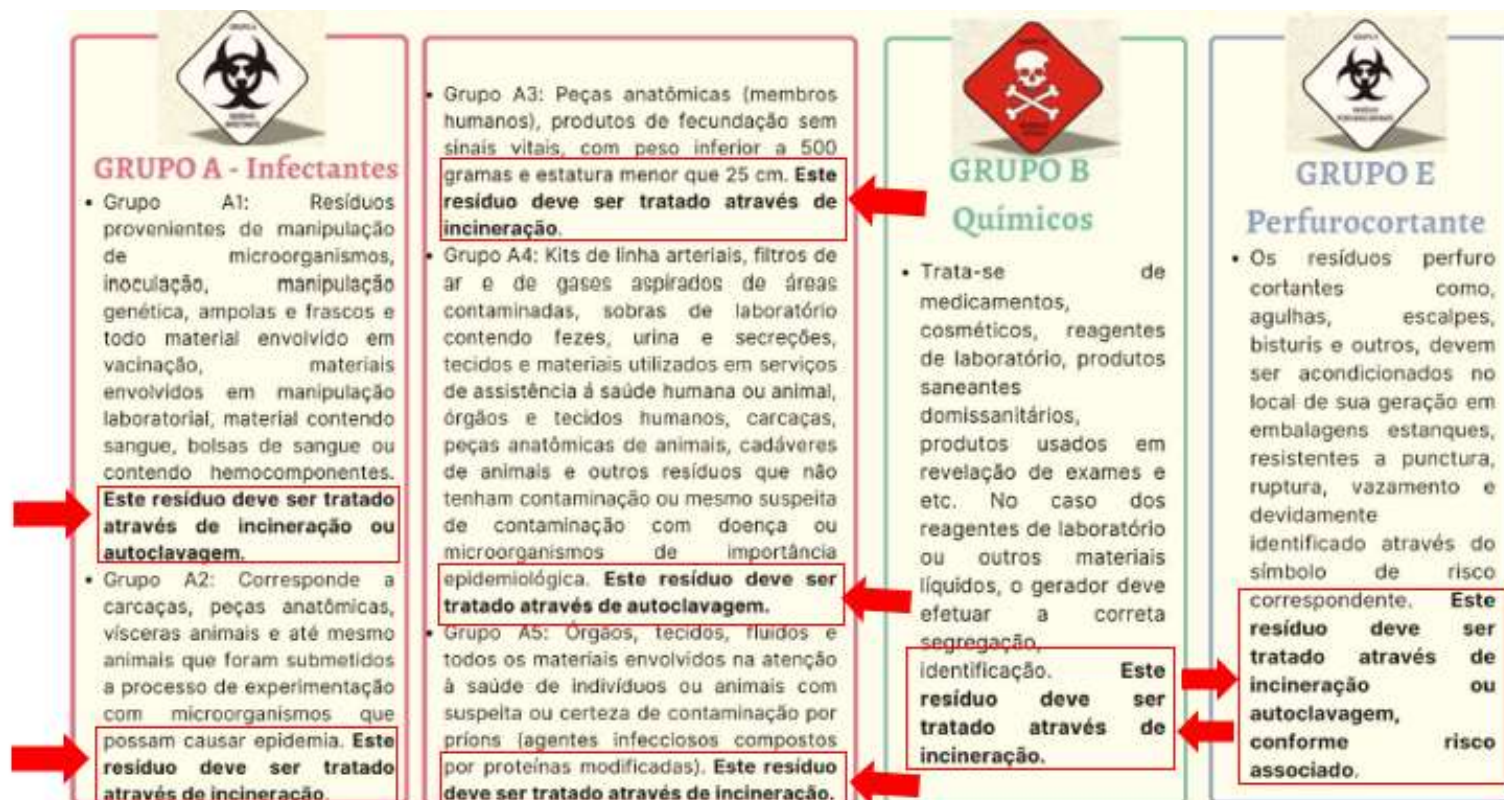 GRUPO A - Infectantes
• Grupo A1: Resíduos
provenientes de manipulação
de microorganismos,
inoculação, manipulação
genética, ampolas e frascos e
todo material envolvido em
vacinação, materiais
envolvidos em manipulação
laboratorial, material contendo
sangue, bolsas de sangue ou
contendo hemocomponentes.
Este resíduo deve ser tratado
através de incineração ou
autoclavagem.
• Grupo A2: Corresponde a
carcaças, peças anatômicas,
vísceras animais e até mesmo
animais que foram submetidos
a processo de experimentação
com microorganismos que
possam causar epidemia. Este
resíduo deve ser tratado
através de incineração.
• Grupo A3: Peças anatômicas (membros
humanos), produtos de fecundação sem
sinais vitais, com peso inferior a 500
gramas e estatura menor que 25 cm. Este
resíduo deve ser tratado através de
incineração.
• Grupo A4: Kits de linha arteriais, filtros de
ar e de gases aspirados de áreas
contaminadas, sobras de laboratório
contendo fezes, urina e secreções,
tecidos e materiais utilizados em serviços
de assistência á saúde humana ou animal,
órgãos e tecidos humanos, carcaças,
peças anatômicas de animais, cadáveres
de animais e outros resíduos que não
tenham contaminação ou mesmo suspeita
de contaminação com doença ou
microorganismos de importância
epidemiológica. Este resíduo deve ser
tratado através de autoclavagem.
• Grupo A5: Órgãos, tecidos, fluidos e
todos os materiais envolvidos na atenção
à saúde de indivíduos ou animais com
suspeita ou certeza de contaminação por
príons (agentes infecciosos compostos
por proteínas modificadas). Este resíduo
deve ser tratado através de incineração.
GRUPO B
Químicos
• Trata-se de
medicamentos,
cosméticos, reagentes
de laboratório, produtos
saneantes
domissanitários,
produtos usados em
revelação de exames e
etc. No caso dos
reagentes de laboratório
ou outros materiais
líquidos, o gerador deve
efetuar a correta
segregação,
identificação. Este
resíduo deve ser
tratado através de
incineração.
GRUPO E
Perfurocortante
• Os resíduos perfuro
cortantes como,
agulhas, escalpes,
bisturis e outros, devem
ser acondicionados no
local de sua geração em
embalagens estanques,
resistentes a punctura,
ruptura, vazamento e
devidamente
identificado através do
símbolo de risco
correspondente. Este
resíduo deve ser
tratado através de
incineração ou
autoclavagem,
conforme risco
associado.